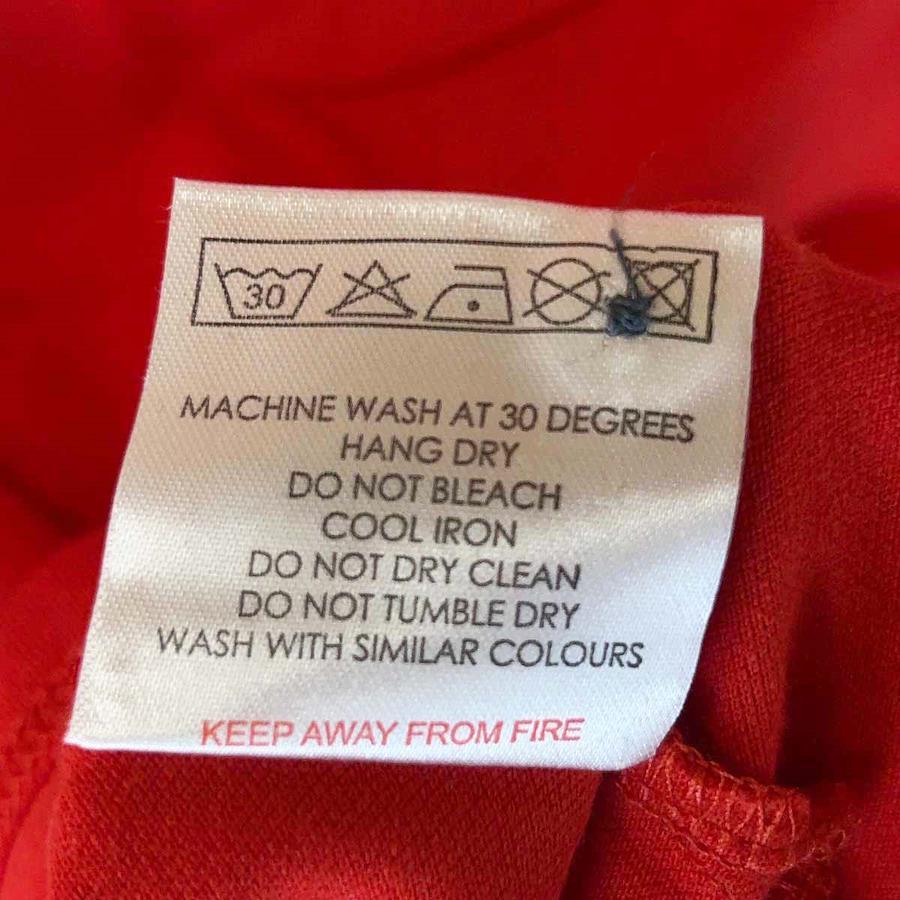 30
MACHINE WASH AT 30 DEGREES
HANG DRY
DO NOT BLEACH
COOL IRON
DO NOT DRY CLEAN
DO NOT TUMBLE DRY
WASH WITH SIMILAR COLOURS
KEEP AWAY FROM FIRE